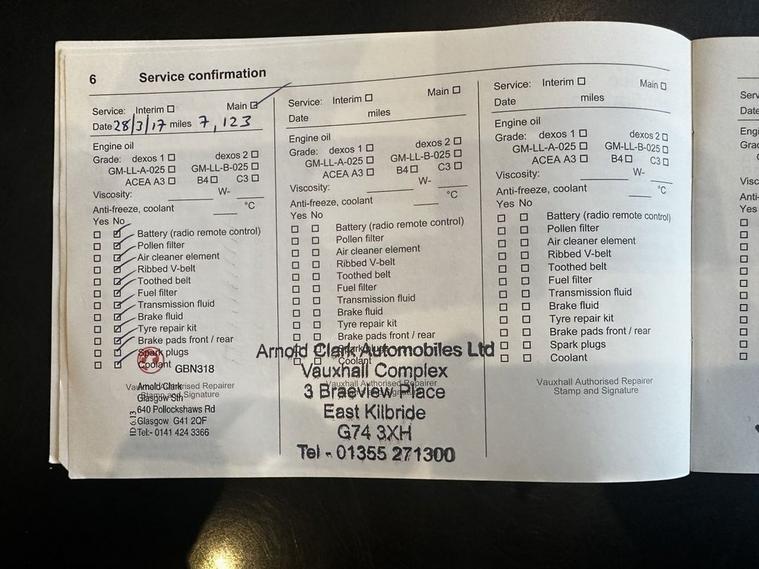 6 Service confirmation
Service: Interim Main
Date 28/3/17 miles 7,123
Engine oil
Grade: dexos 1 dexos 2
GM-LL-A-025 GM-LL-B-025
ACEA A3 B4 C3
Viscosity: W-
Anti-freeze, coolant °C
Yes No
Battery (radio remote control)
Pollen filter
Air cleaner element
Ribbed V-belt
Toothed belt
Fuel filter
Transmission fluid
Brake fluid
Tyre repair kit
Brake pads front / rear
Spark plugs
Coolant
GBN318
Vauxhall Authorised Repairer
Stamp and Signature
Arnold Clark
Glasgow Sth
640 Pollockshaws Rd
Glasgow G41 2QF
Tel:- 0141 424 3366
Service: Interim Main
Date miles
Engine oil
Grade: dexos 1 dexos 2
GM-LL-A-025 GM-LL-B-025
ACEA A3 B4 C3
Viscosity: W-
Anti-freeze, coolant °C
Yes No
Battery (radio remote control)
Pollen filter
Air cleaner element
Ribbed V-belt
Toothed belt
Fuel filter
Transmission fluid
Brake fluid
Tyre repair kit
Brake pads front / rear
Spark plugs
Coolant
Vauxhall Authorised Repairer
Arnold Clark Automobiles Ltd
Vauxhall Complex
3 Braeview Place
East Kilbride
G74 3XH
Tel - 01355 271300
Service: Interim Main
Date miles
Engine oil
Grade: dexos 1 dexos 2
GM-LL-A-025 GM-LL-B-025
ACEA A3 B4 C3
Viscosity: W-
Anti-freeze, coolant °C
Yes No
Battery (radio remote control)
Pollen filter
Air cleaner element
Ribbed V-belt
Toothed belt
Fuel filter
Transmission fluid
Brake fluid
Tyre repair kit
Brake pads front / rear
Spark plugs
Coolant
Vauxhall Authorised Repairer
Stamp and Signature